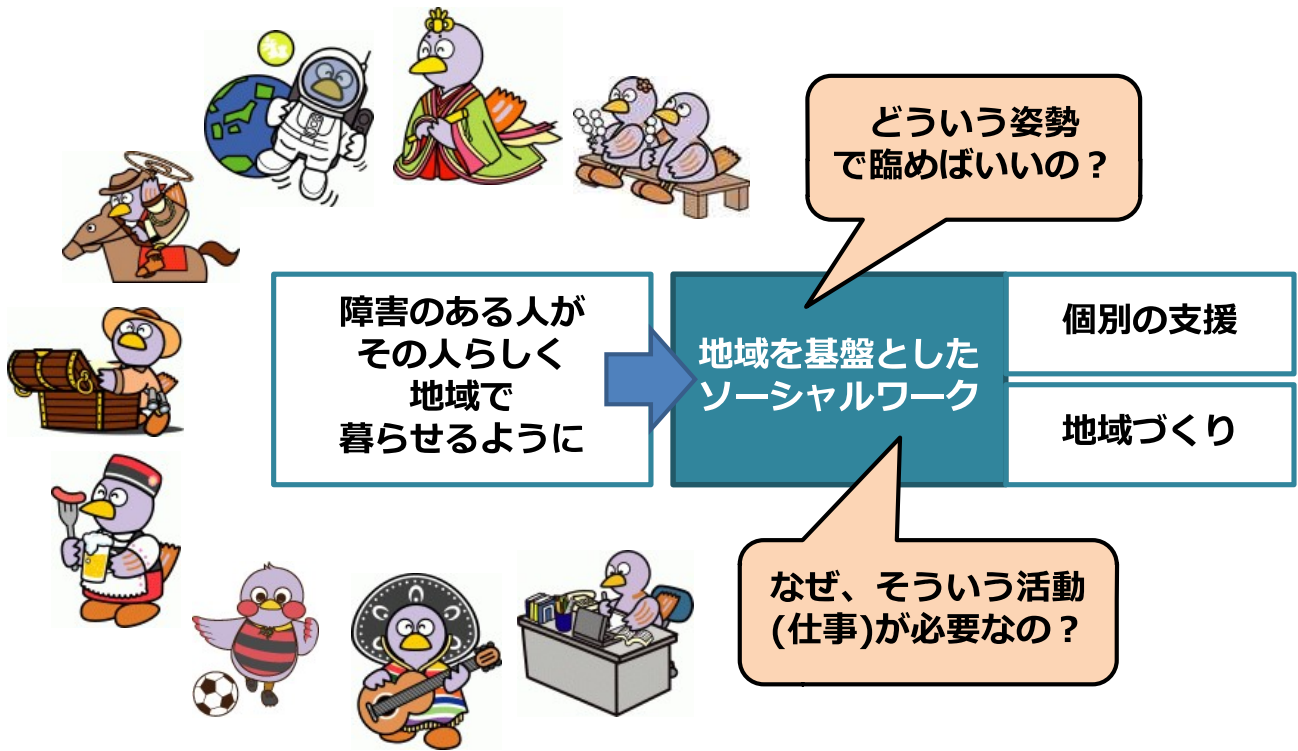 どういう姿勢
で臨めばいいの？
障害のある人が
その人らしく
地域で
暮らせるように
地域を基盤とした
ソーシャルワーク
個別の支援
地域づくり
なぜ、そういう活動
(仕事)が必要なの？